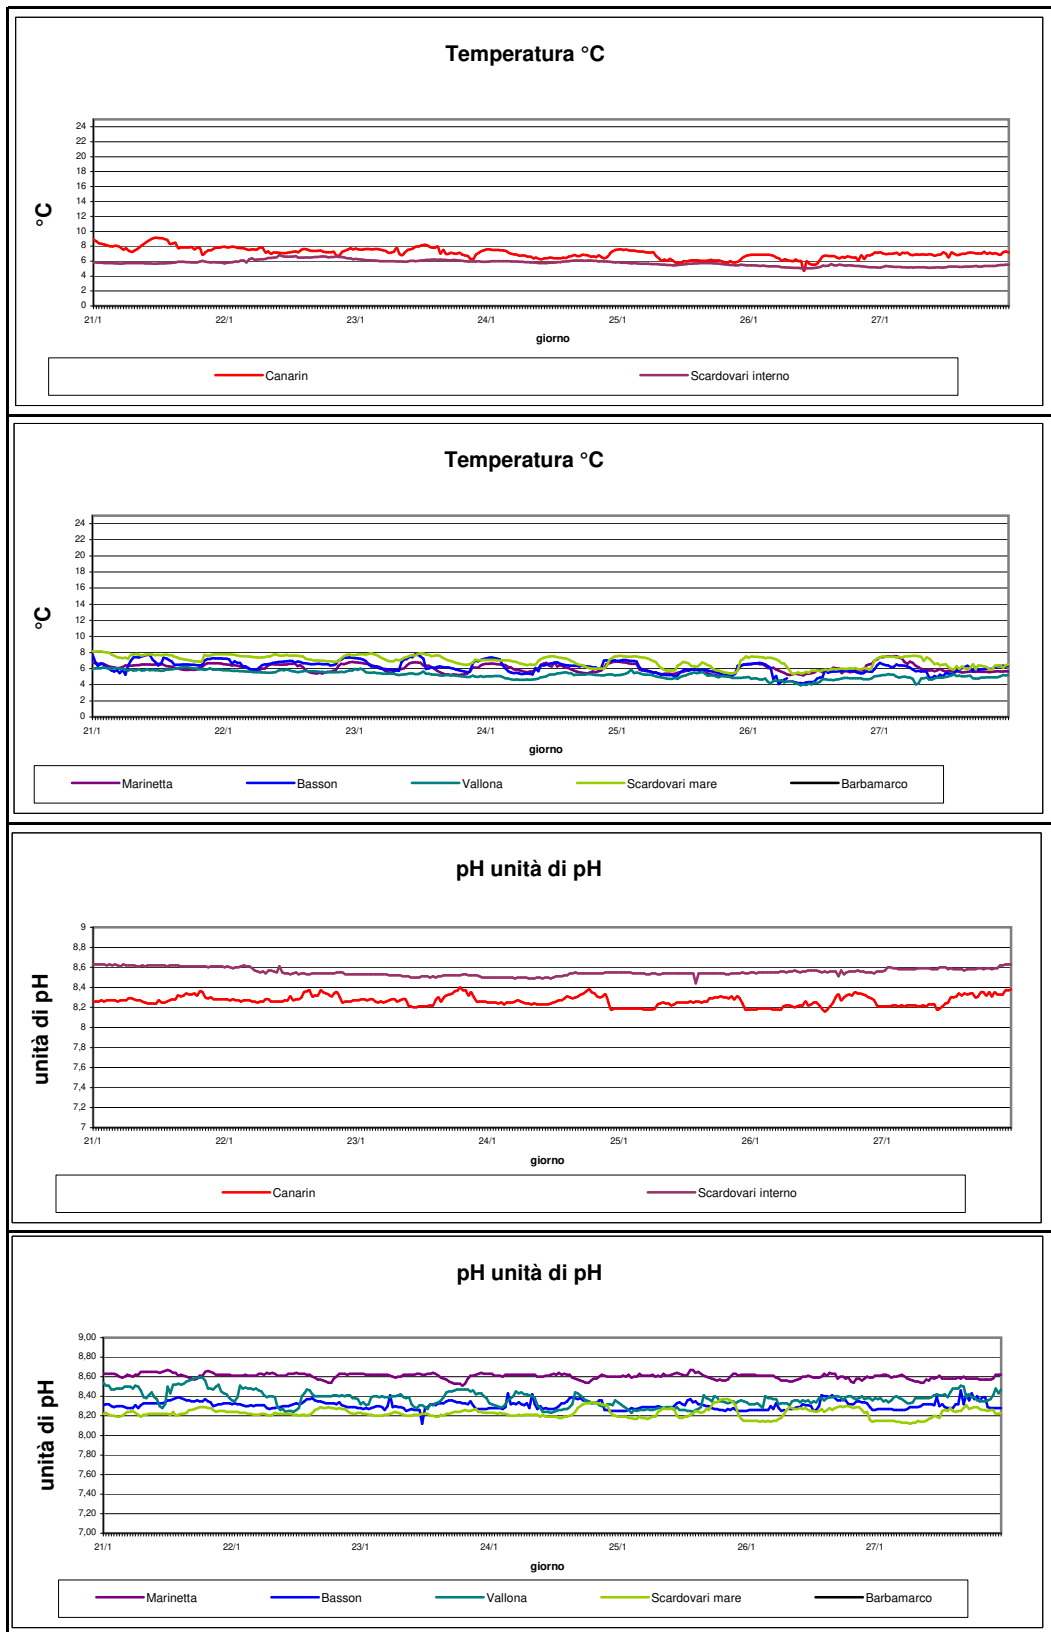 Temperatura °C
°C
24
22
20
18
16
14
12
10
8
6
4
2
0
21/1 22/1 23/1 24/1 25/1 26/1 27/1
giorno
Canarin Scardovari interno
Temperatura °C
°C
24
22
20
18
16
14
12
10
8
6
4
2
0
21/1 22/1 23/1 24/1 25/1 26/1 27/1
giorno
Marinetta Basson Vallona Scardovari mare Barbamarco
pH unità di pH
unità di pH
9
8,8
8,6
8,4
8,2
8
7,8
7,6
7,4
7,2
7
21/1 22/1 23/1 24/1 25/1 26/1 27/1
giorno
Canarin Scardovari interno
pH unità di pH
unità di pH
9,00
8,80
8,60
8,40
8,20
8,00
7,80
7,60
7,40
7,20
7,00
21/1 22/1 23/1 24/1 25/1 26/1 27/1
giorno
Marinetta Basson Vallona Scardovari mare Barbamarco